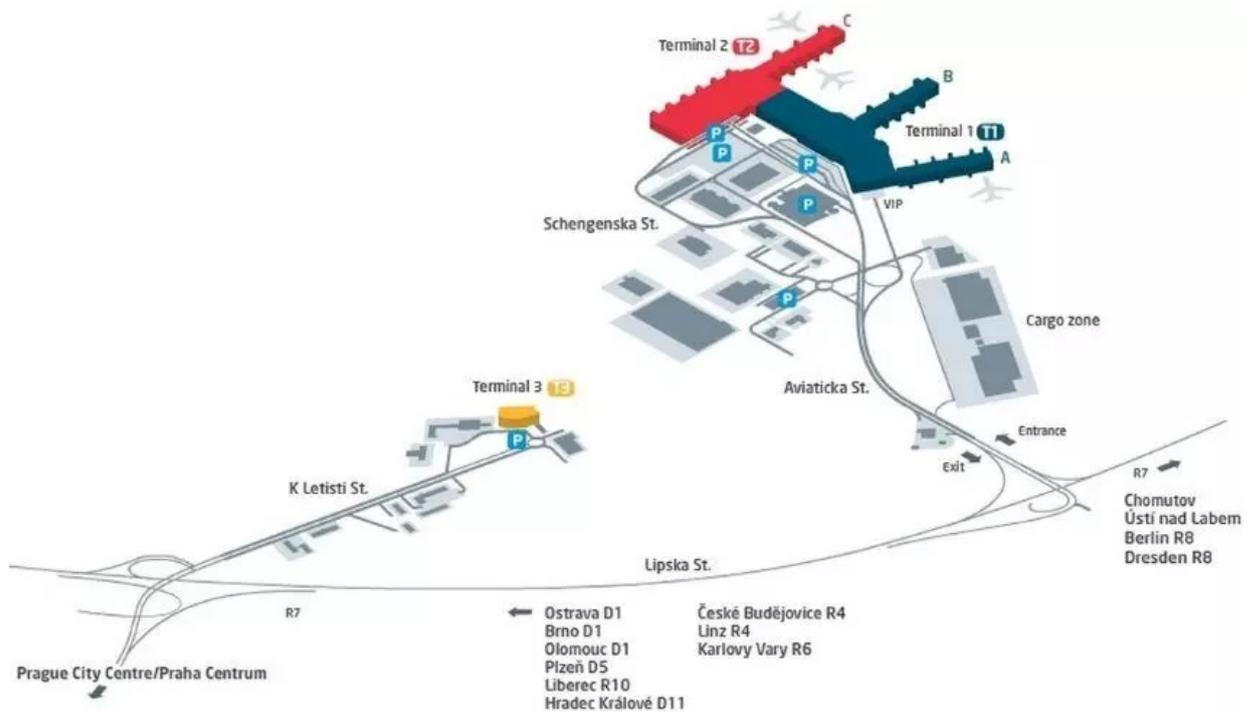 C
Terminal 2 T2
B
P
P
Terminal 1 T1
P
A
P
VIP
Schengenska St.
P
Cargo zone
Terminal 3 T3
Aviaticka St.
P
Entrance
Exit
R7
K Letisti St.
Chomutov
Ústí nad Labem
Berlin R8
Dresden R8
Lipska St.
R7
Ostrava D1
Brno D1
Olomouc D1
Plzeň D5
Liberec R10
Hradec Králové D11
České Budějovice R4
Linz R4
Karlovy Vary R6
Prague City Centre/Praha Centrum